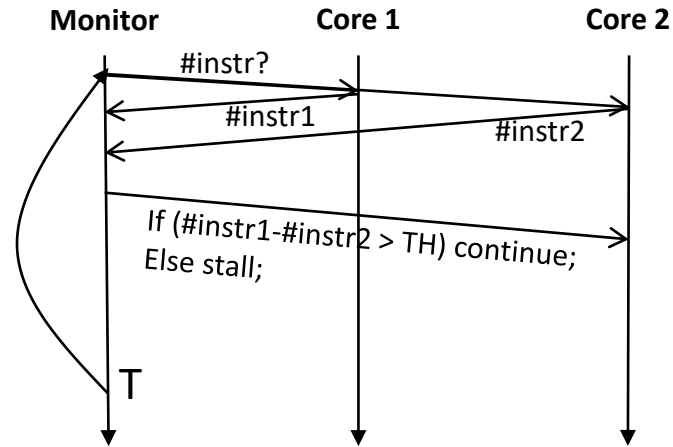 Monitor
Core 1
Core 2
#instr?
#instr1
#instr2
If (#instr1-#instr2 > TH) continue;
Else stall;
T